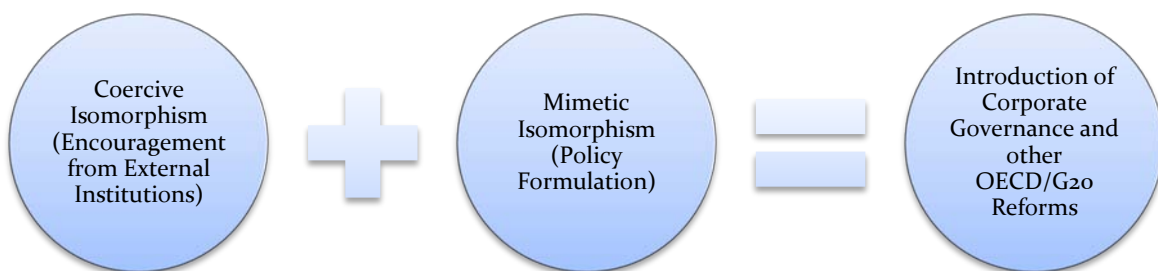 Coercive
Isomorphism
(Encouragement
from External
Institutions)
Mimetic
Isomorphism
(Policy
Formulation)
Introduction of
Corporate
Governance and
other
OECD/G20
Reforms